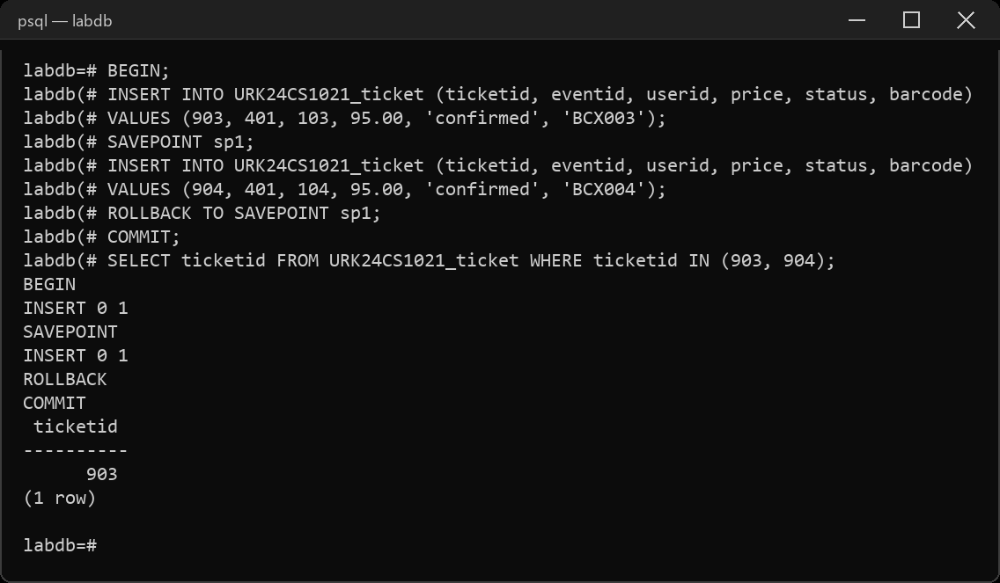 psql — labdb
labdb=# BEGIN;
labdb(# INSERT INTO URK24CS1021_ticket (ticketid, eventid, userid, price, status, barcode)
labdb(# VALUES (903, 401, 103, 95.00, 'confirmed', 'BCX003');
labdb(# SAVEPOINT sp1;
labdb(# INSERT INTO URK24CS1021_ticket (ticketid, eventid, userid, price, status, barcode)
labdb(# VALUES (904, 401, 104, 95.00, 'confirmed', 'BCX004');
labdb(# ROLLBACK TO SAVEPOINT sp1;
labdb(# COMMIT;
labdb(# SELECT ticketid FROM URK24CS1021_ticket WHERE ticketid IN (903, 904);
BEGIN
INSERT 0 1
SAVEPOINT
INSERT 0 1
ROLLBACK
COMMIT
 ticketid
----------
      903
(1 row)
labdb=#